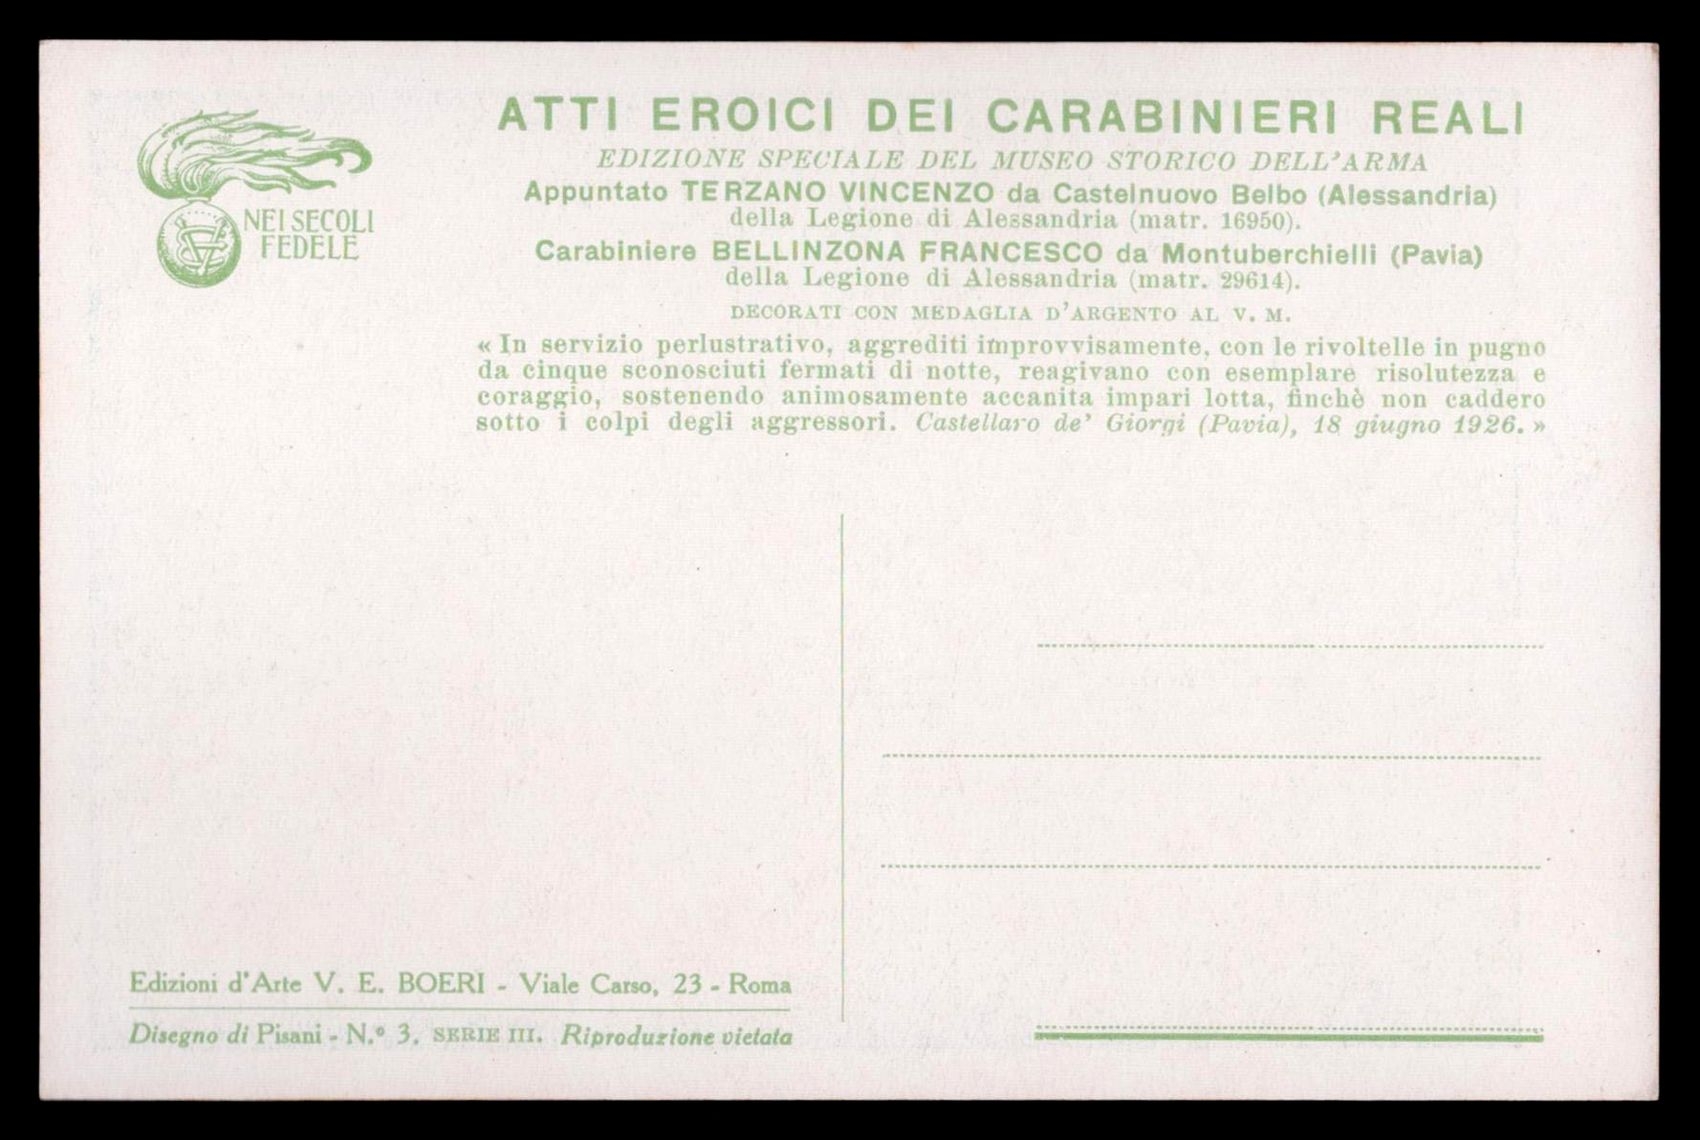 ATTI EROICI DEI CARABINIERI REALI
EDIZIONE SPECIALE DEL MUSEO STORICO DELL'ARMA
Appuntato TERZANO VINCENZO da Castelnuovo Belbo (Alessandria)
della Legione di Alessandria (matr. 16950).
Carabiniere BELLINZONA FRANCESCO da Montuberchielli (Pavia)
della Legione di Alessandria (matr. 29614).
DECORATI CON MEDAGLIA D'ARGENTO AL V. M.
« In servizio perlustrativo, aggrediti improvvisamente, con le rivoltelle in pugno
da cinque sconosciuti fermati di notte, reagivano con esemplare risolutezza e
coraggio, sostenendo animosamente accanita impari lotta, finchè non caddero
sotto i colpi degli aggressori. Castellaro de' Giorgi (Pavia), 18 giugno 1926. »
NEI SECOLI
FEDELE
Edizioni d'Arte V. E. BOERI - Viale Carso, 23 - Roma
Disegno di Pisani - N.º 3. SERIE III. Riproduzione vietata